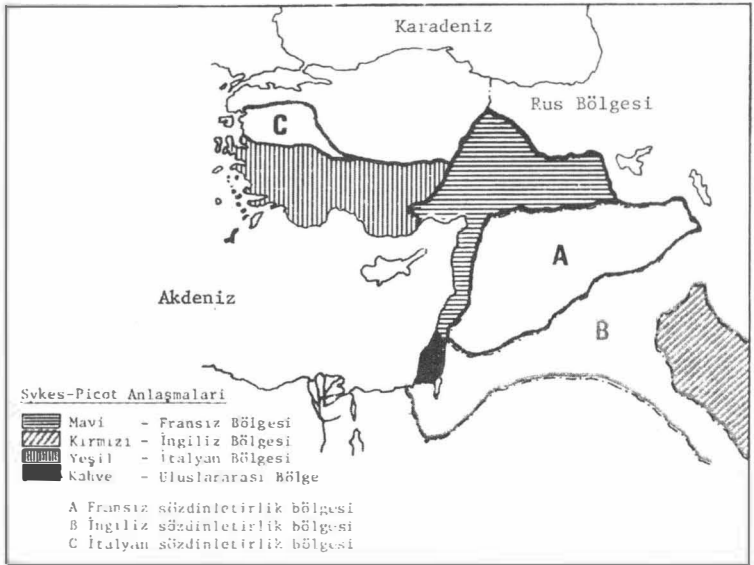 Karadeniz
Rus Bölgesi
C
A
Akdeniz
B
Sykes-Picot Anlaşmalari
Mavi - Fransız Bölgesi
Kırmızı - İngiliz Bölgesi
Yeşil - İtalyan Bölgesi
Kahve - Uluslararası Bölge
A Fransız sözdinletirlik bölgesi
B İngiliz sözdinletirlik bölgesi
C İtalyan sözdinletirlik bölgesi